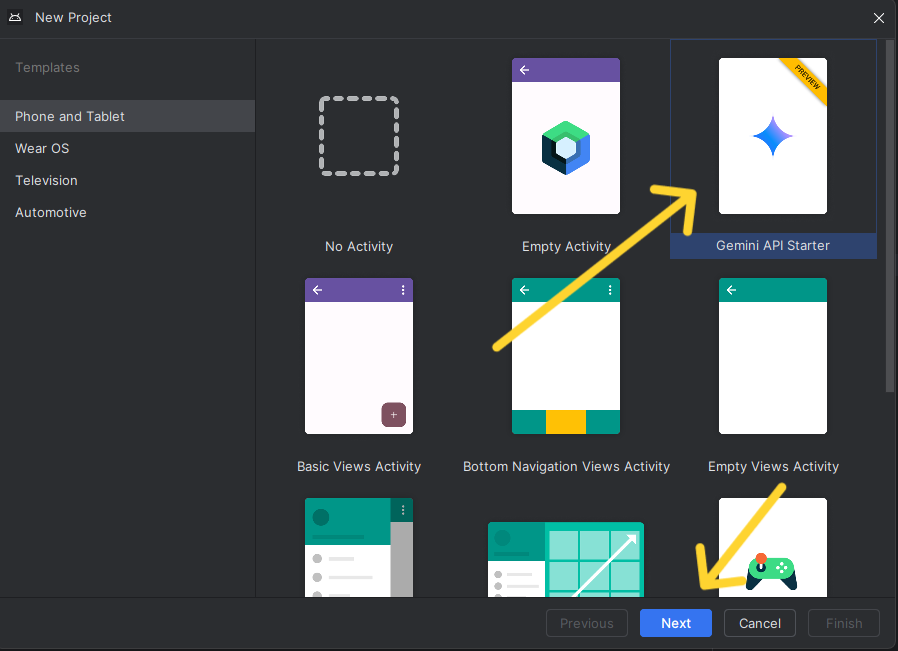 New Project
Templates
Phone and Tablet
Wear OS
Television
Automotive
PREVIEW
No Activity
Empty Activity
Gemini API Starter
Basic Views Activity
Bottom Navigation Views Activity
Empty Views Activity
Previous
Next
Cancel
Finish